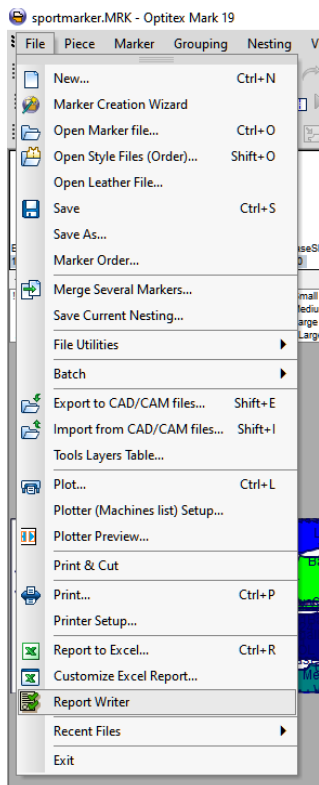 sportmarker.MRK - Optitex Mark 19
File Piece Marker Grouping Nesting
New... Ctrl+N
Marker Creation Wizard
Open Marker file... Ctrl+O
Open Style Files (Order)... Shift+O
Open Leather File...
Save Ctrl+S
Save As...
Marker Order...
Merge Several Markers...
Save Current Nesting...
File Utilities
Batch
Export to CAD/CAM files... Shift+E
Import from CAD/CAM files... Shift+I
Tools Layers Table...
Plot... Ctrl+L
Plotter (Machines list) Setup...
Plotter Preview...
Print & Cut
Print... Ctrl+P
Printer Setup...
Report to Excel... Ctrl+R
Customize Excel Report...
Report Writer
Recent Files
Exit